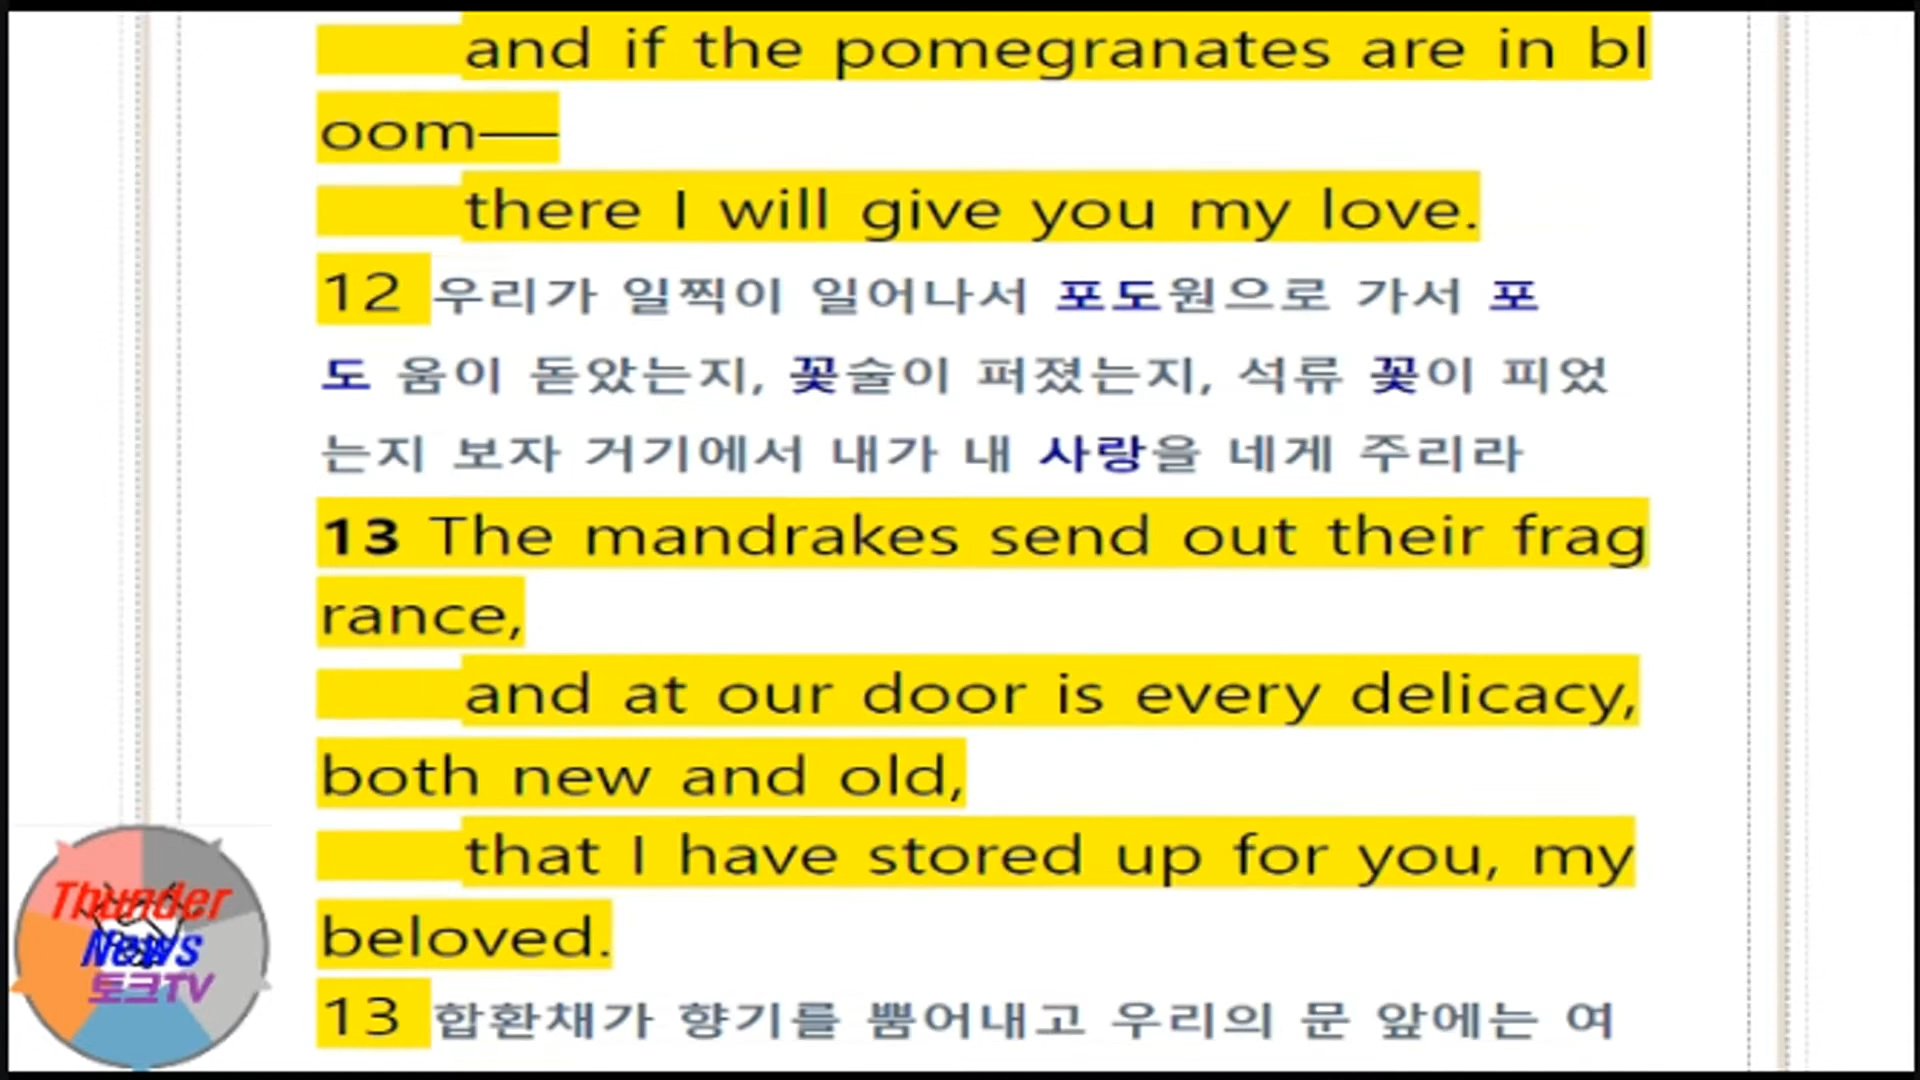 and if the pomegranates are in bl
oom—
there I will give you my love.
12 우리가 일찍이 일어나서 포도원으로 가서 포
도 움이 돋았는지, 꽃술이 퍼졌는지, 석류 꽃이 피었
는지 보자 거기에서 내가 내 사랑을 네게 주리라
13 The mandrakes send out their frag
rance,
and at our door is every delicacy,
both new and old,
that I have stored up for you, my
beloved.
13 합환채가 향기를 뿜어내고 우리의 문 앞에는 여
Thunder
News
토크TV